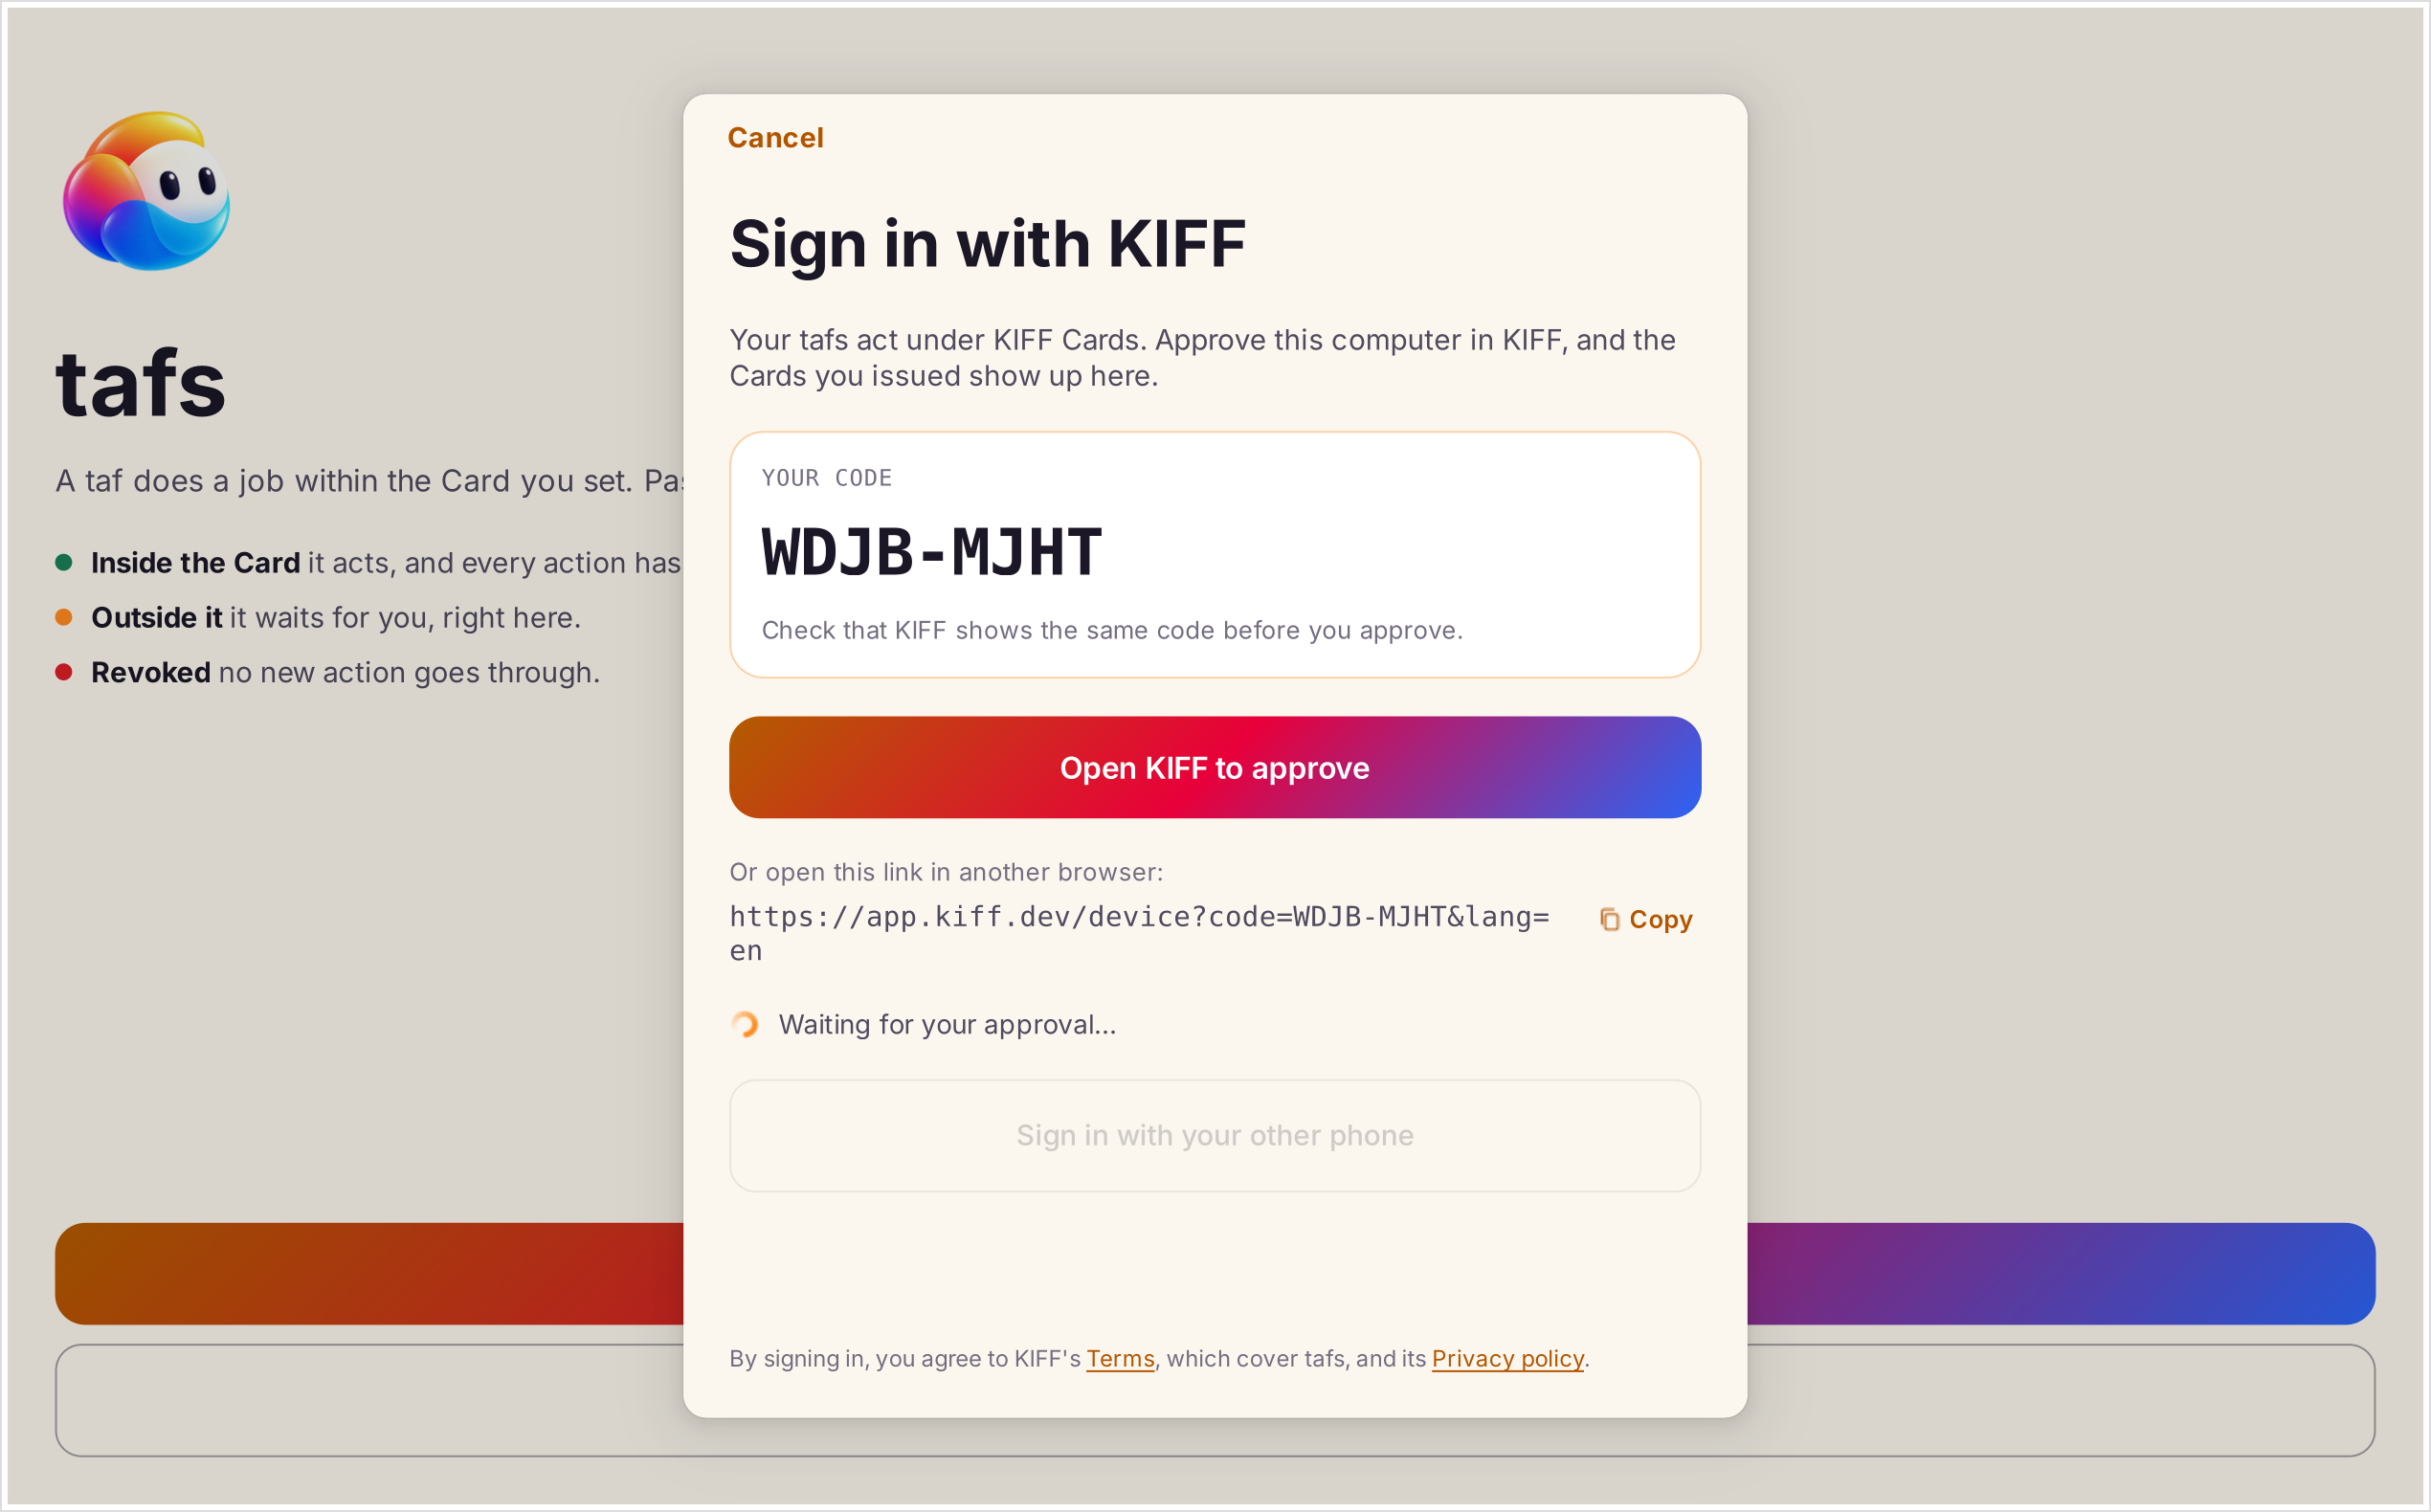 tafs
A taf does a job within the Card you set.
Inside the Card it acts, and every action has
Outside it it waits for you, right here.
Revoked no new action goes through.
Cancel
Sign in with KIFF
Your tafs act under KIFF Cards. Approve this computer in KIFF, and the
Cards you issued show up here.
YOUR CODE
WDJB-MJHT
Check that KIFF shows the same code before you approve.
Open KIFF to approve
Or open this link in another browser:
https://app.kiff.dev/device?code=WDJB-MJHT&lang=
en
Copy
Waiting for your approval...
Sign in with your other phone
By signing in, you agree to KIFF's Terms, which cover tafs, and its Privacy policy.